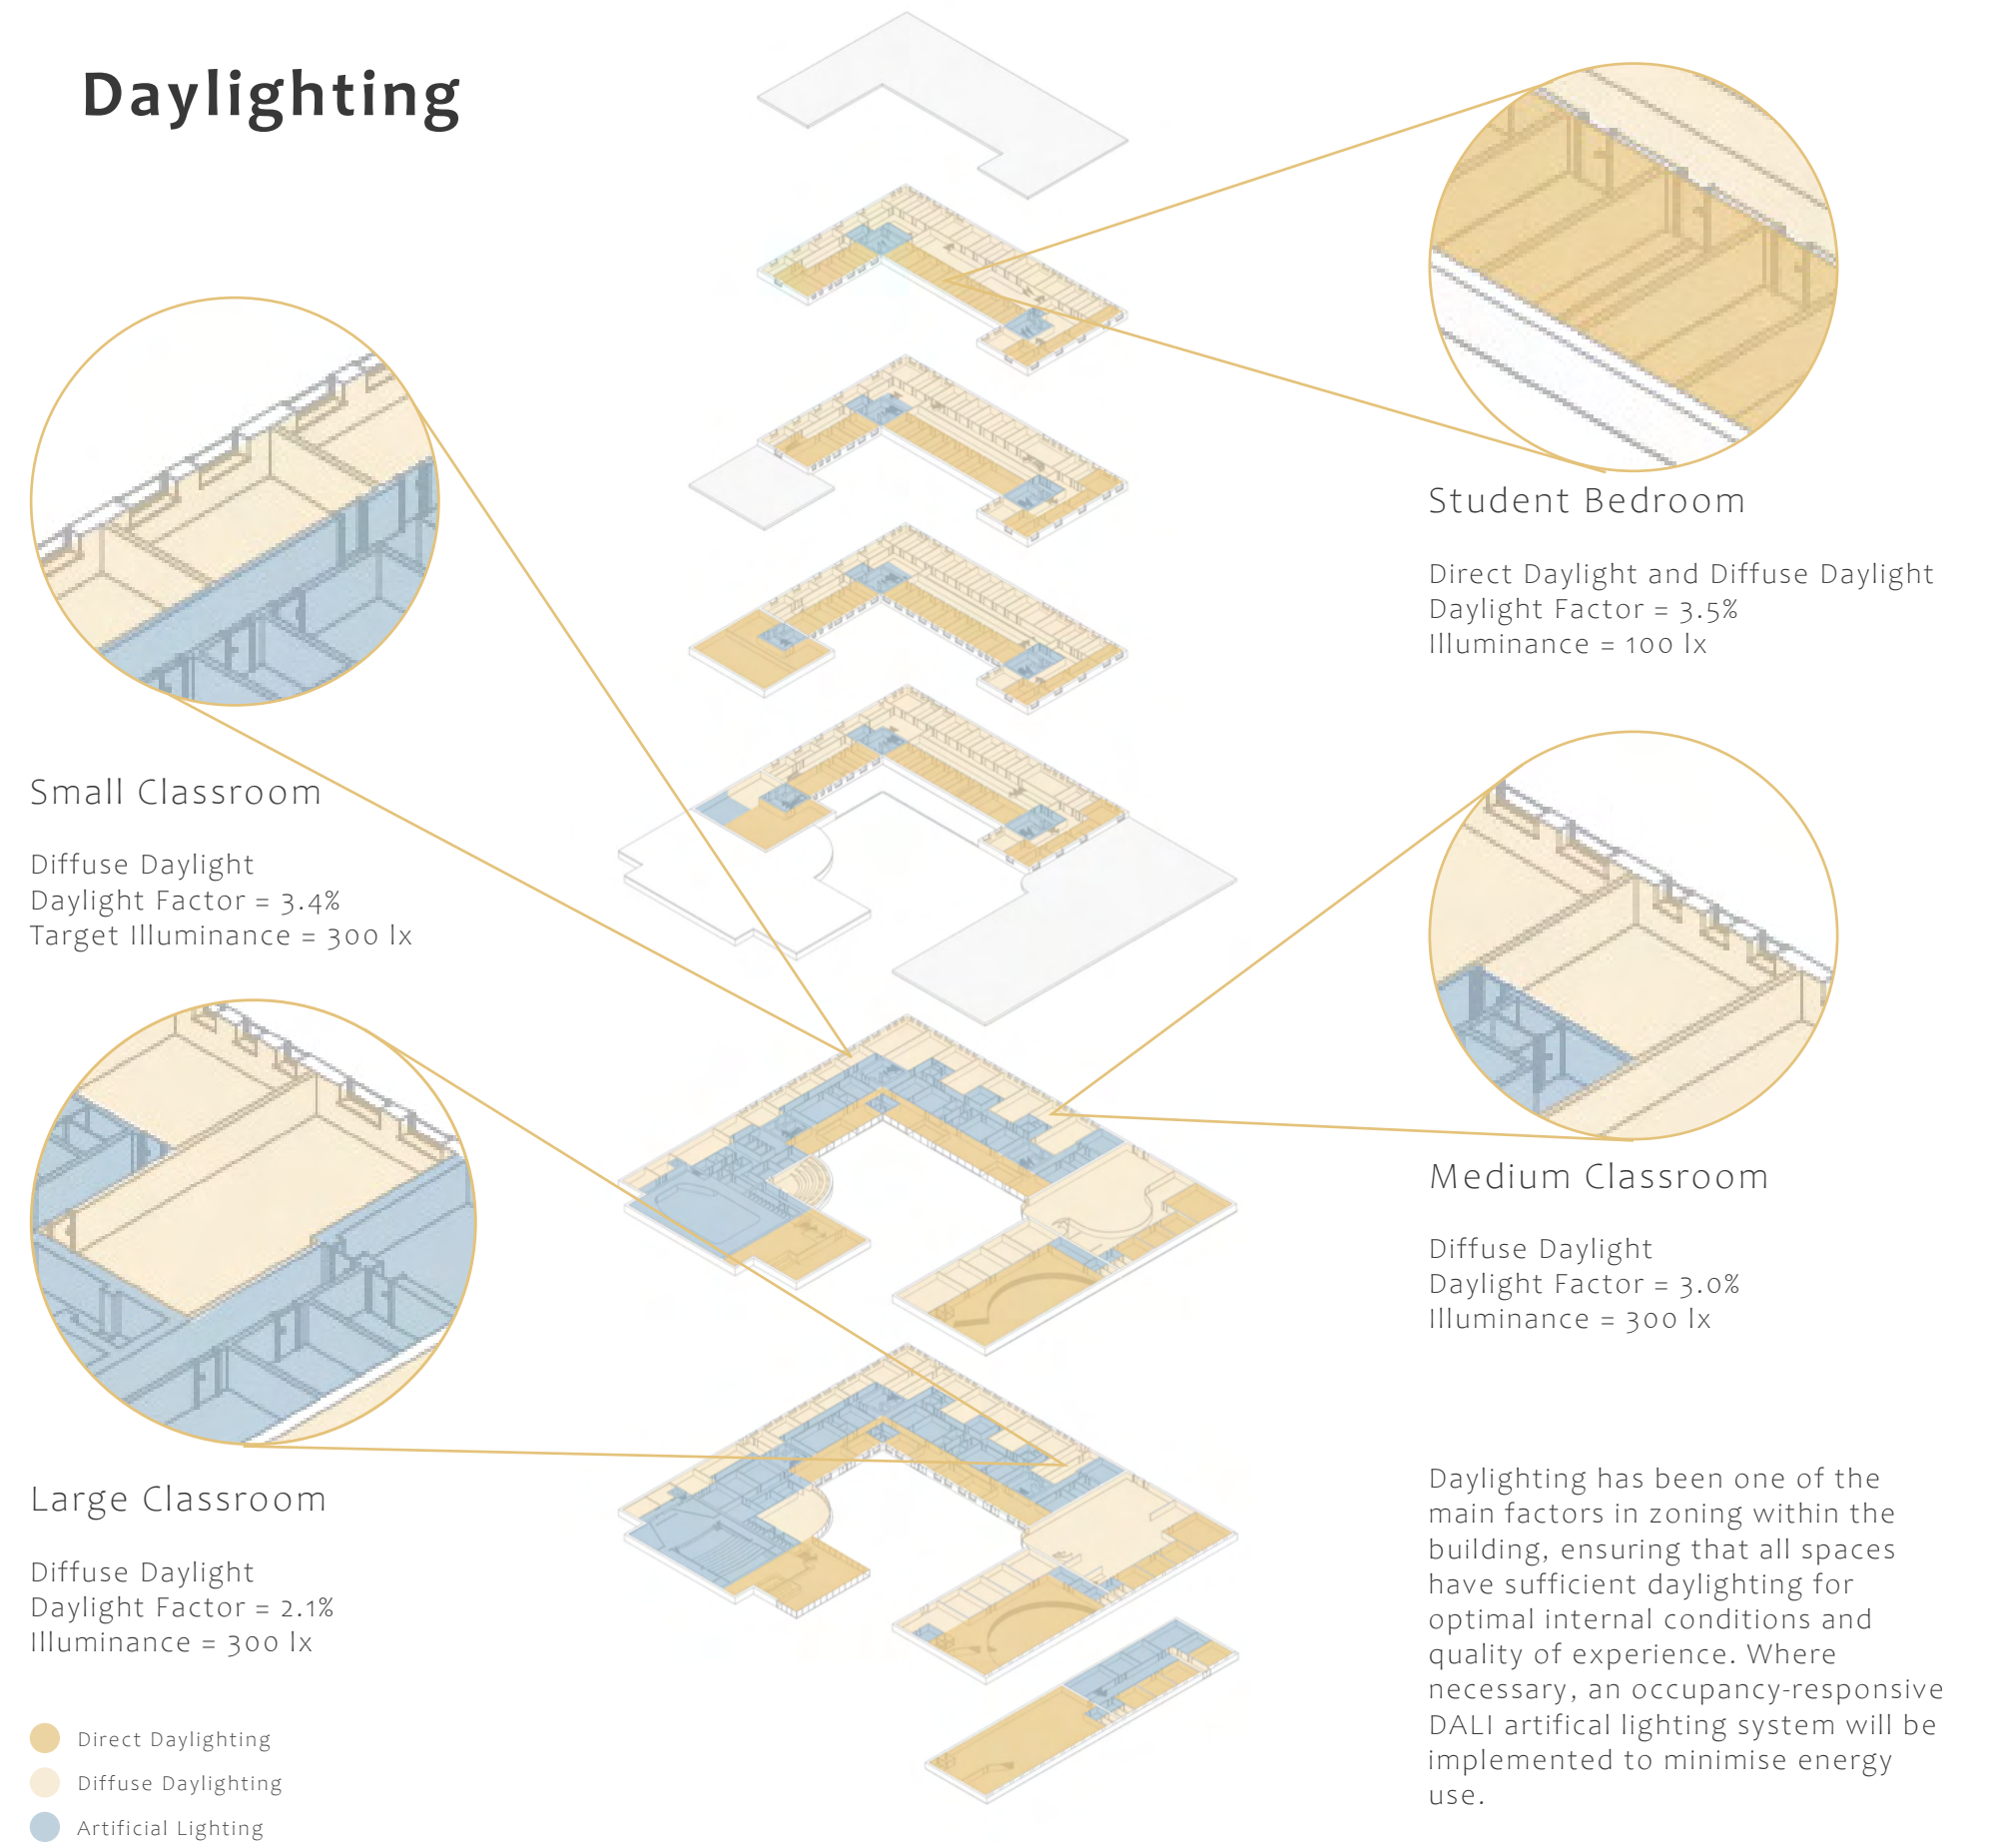 Daylighting
Student Bedroom
Direct Daylight and Diffuse Daylight
Daylight Factor = 3.5%
Illuminance = 100 lx
Small Classroom
Diffuse Daylight
Daylight Factor = 3.4%
Target Illuminance = 300 lx
Medium Classroom
Diffuse Daylight
Daylight Factor = 3.0%
Illuminance = 300 lx
Large Classroom
Diffuse Daylight
Daylight Factor = 2.1%
Illuminance = 300 lx
Daylighting has been one of the
main factors in zoning within the
building, ensuring that all spaces
have sufficient daylighting for
optimal internal conditions and
quality of experience. Where
necessary, an occupancy-responsive
DALI artifical lighting system will be
implemented to minimise energy
use.
Direct Daylighting
Diffuse Daylighting
Artificial Lighting